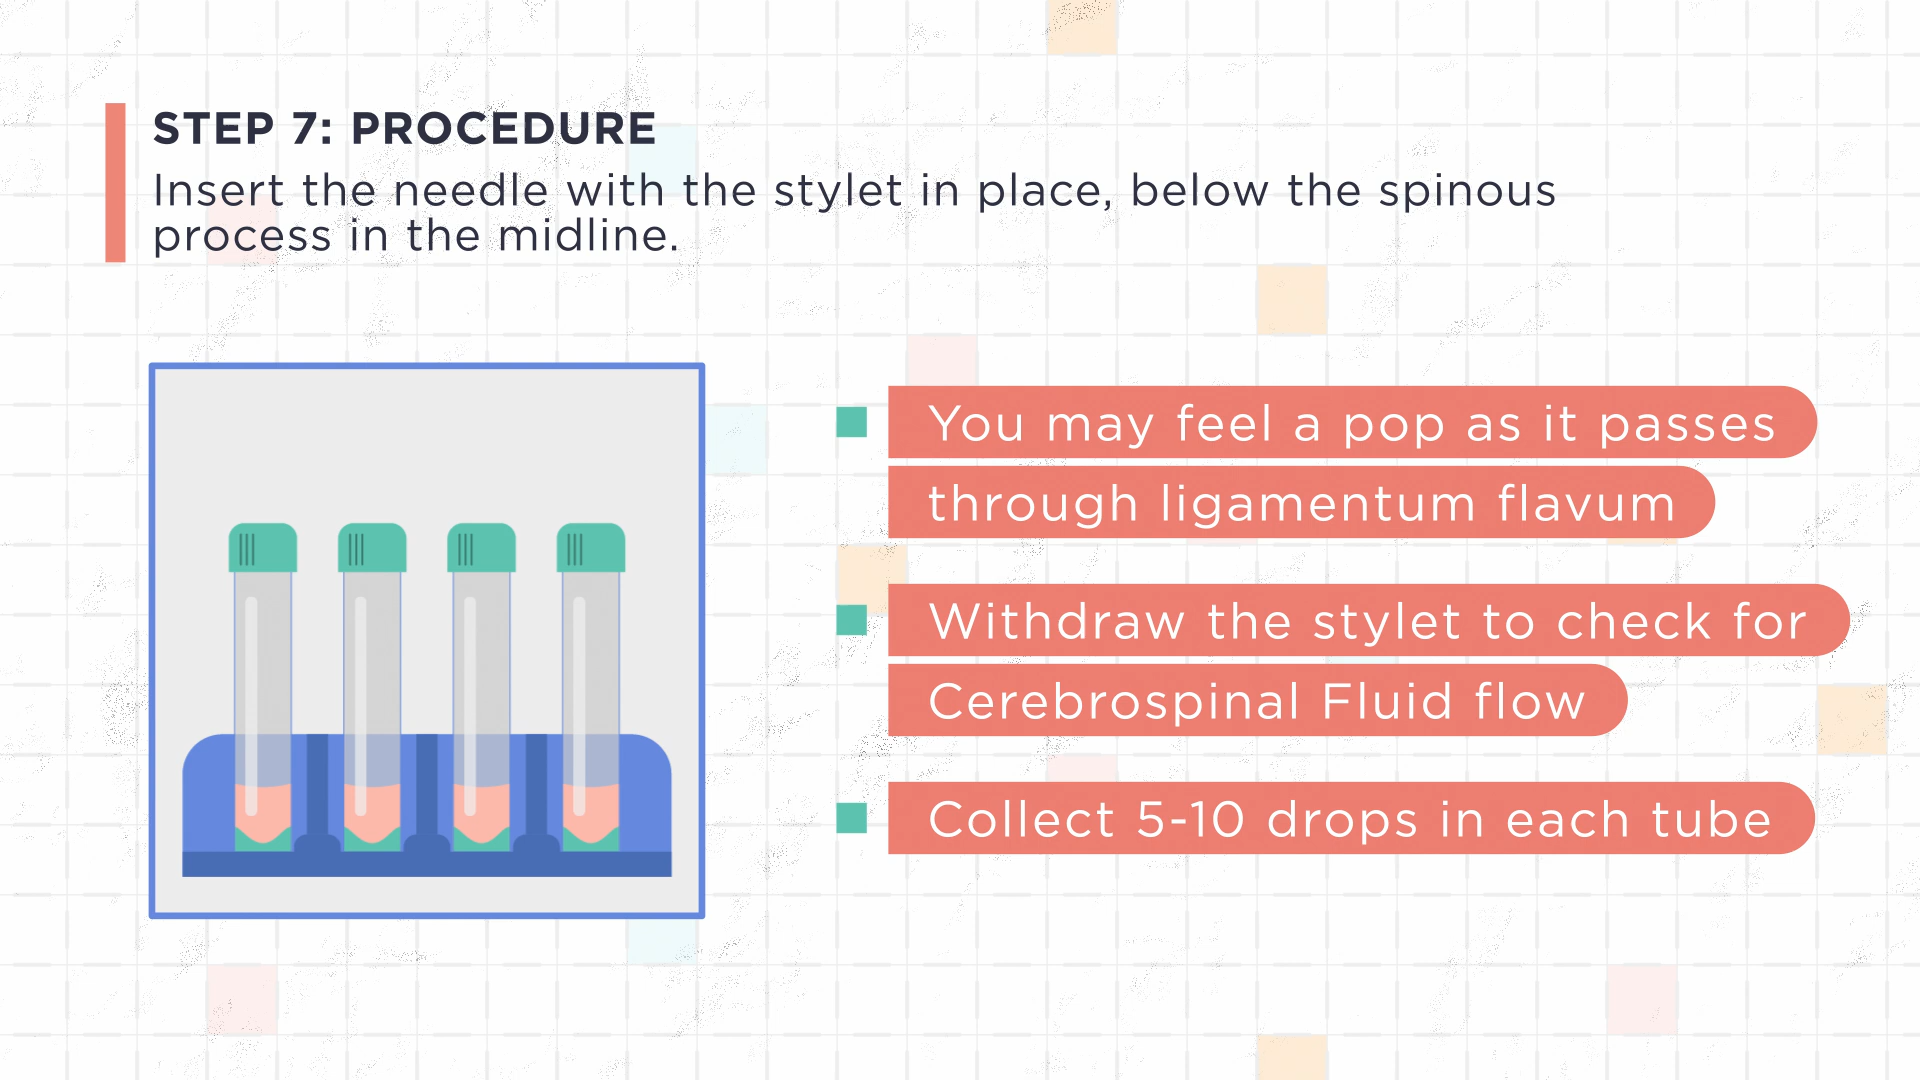 STEP 7: PROCEDURE
Insert the needle with the stylet in place, below the spinous
process in the midline.
You may feel a pop as it passes
through ligamentum flavum
Withdraw the stylet to check for
Cerebrospinal Fluid flow
Collect 5-10 drops in each tube